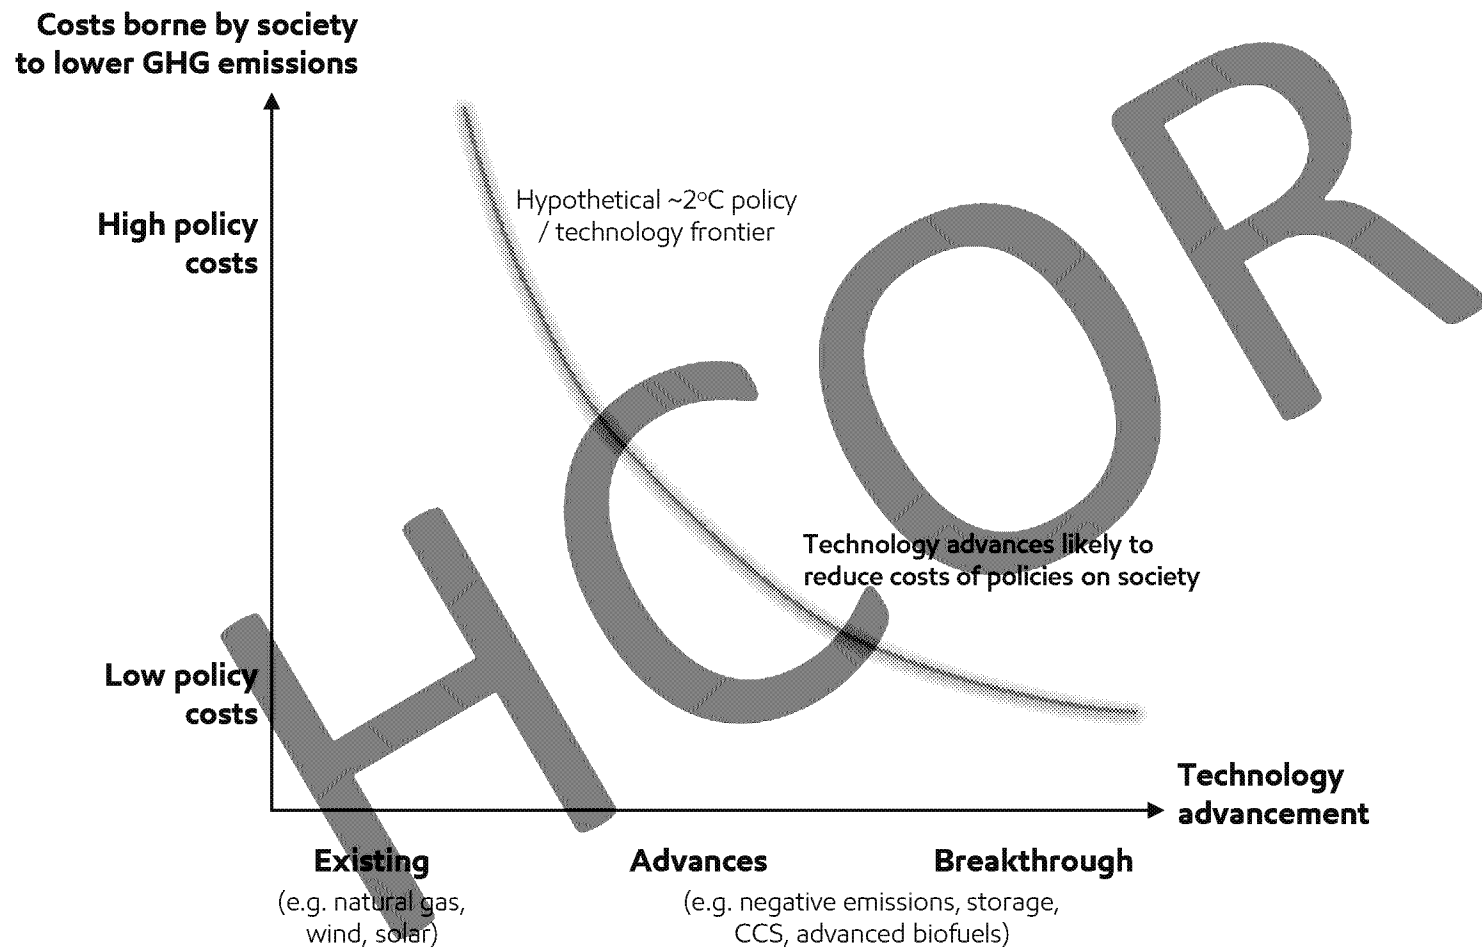 Costs borne by society
to lower GHG emissions
High policy
costs
Hypothetical ~2°C policy
/ technology frontier
Technology advances likely to
reduce costs of policies on society
Low policy
costs
Technology
advancement
Existing
(e.g. natural gas,
wind, solar)
Advances
Breakthrough
(e.g. negative emissions, storage,
CCS, advanced biofuels)
HCOR